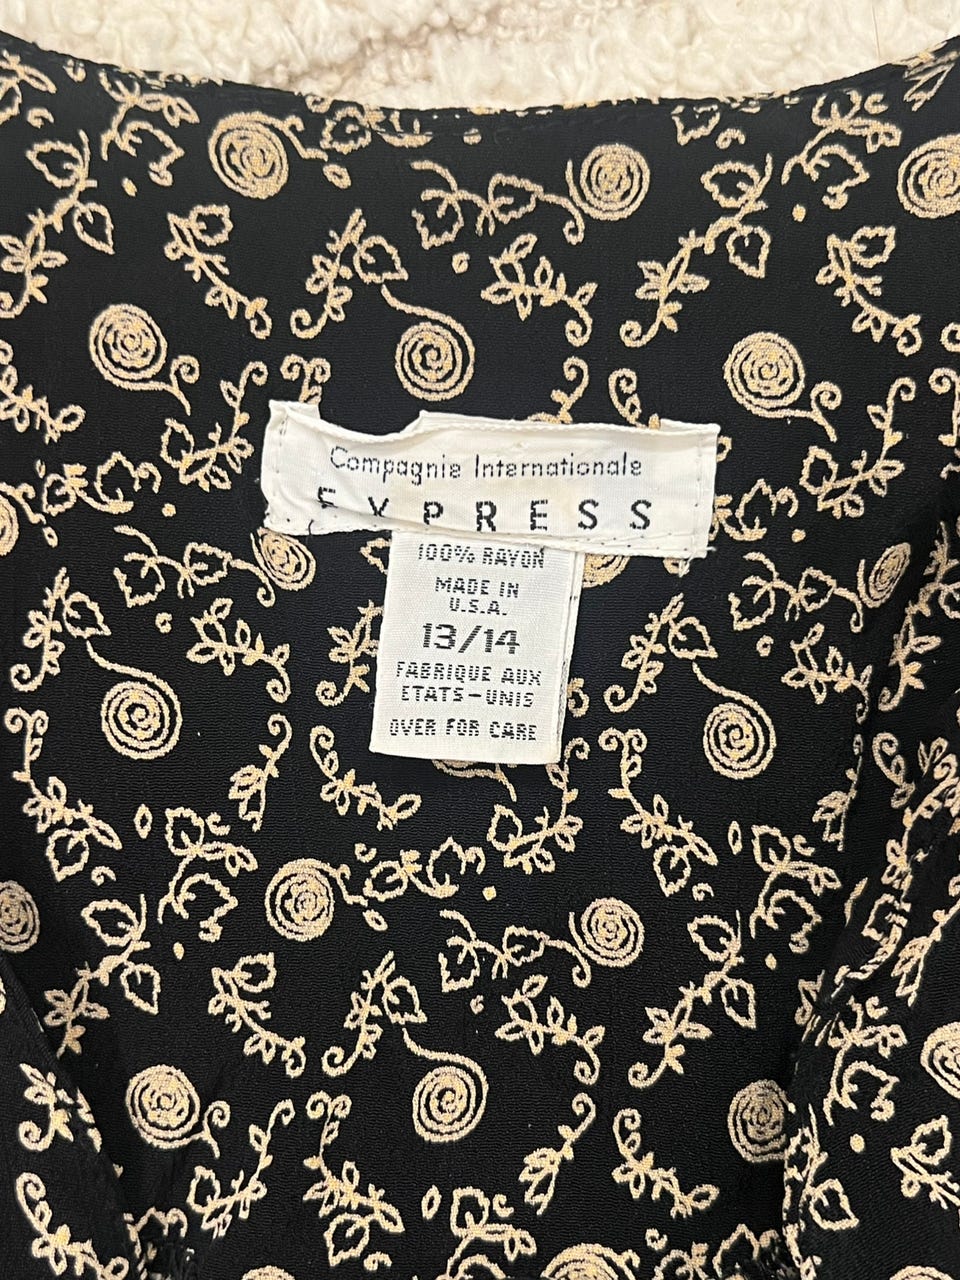 Compagnie Internationale
EXPRESS
100% RAYON
MADE IN
U.S.A.
13/14
FABRIQUE AUX
ETATS-UNIS
OVER FOR CARE